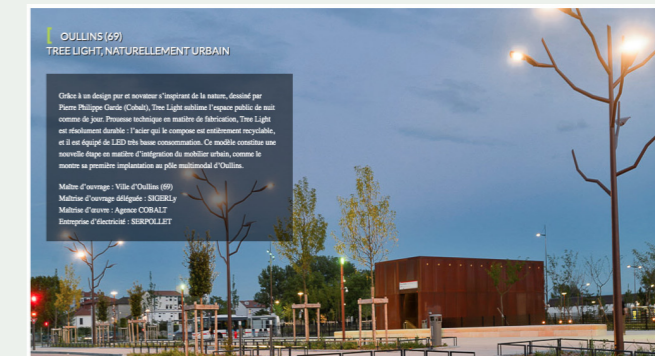 [ OULLINS (69)
TREE LIGHT, NATURELLEMENT URBAIN
Grâce à un design pur et novateur s'inspirant de la nature, dessiné par
Pierre Philippe Garde (Cobalt), Tree Light sublime l'espace public de nuit
comme de jour. Prouesse technique en matière de fabrication, Tree Light
est résolument durable : l'acier qui le compose est entièrement recyclable,
et il est équipé de LED très basse consommation. Ce modèle constitue une
nouvelle étape en matière d'intégration du mobilier urbain, comme le
montre sa première implantation au pôle multimodal d'Oullins.
Maître d'ouvrage : Ville d'Oullins (69)
Maîtrise d'ouvrage déléguée : SIGERLy
Maîtrise d'œuvre : Agence COBALT
Entreprise d'électricité : SERPOLLET